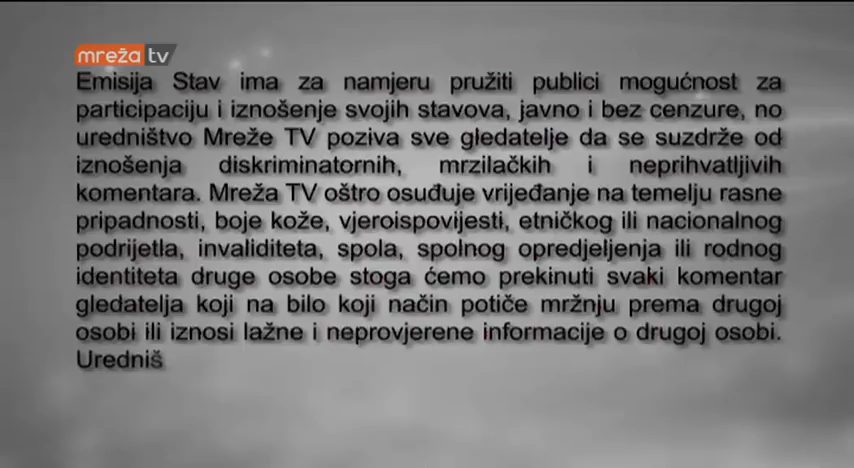 mreža tv
Emisija Stav ima za namjeru pružiti publici mogućnost za
participaciju i iznošenje svojih stavova, javno i bez cenzure, no
uredništvo Mreže TV poziva sve gledatelje da se suzdrže od
iznošenja diskriminatornih, mrzilačkih i neprihvatljivih
komentara. Mreža TV oštro osuđuje vrijeđanje na temelju rasne
pripadnosti, boje kože, vjeroispovijesti, etničkog ili nacionalnog
podrijetla, invaliditeta, spola, spolnog opredjeljenja ili rodnog
identiteta druge osobe stoga ćemo prekinuti svaki komentar
gledatelja koji na bilo koji način potiče mržnju prema drugoj
osobi ili iznosi lažne i neprovjerene informacije o drugoj osobi.
Uredniš